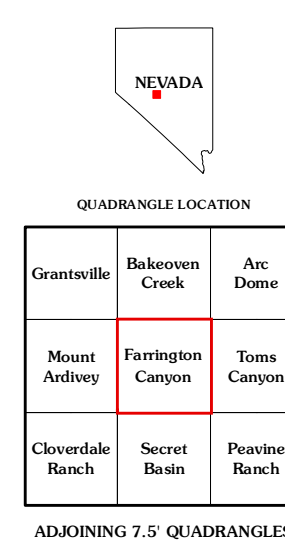 NEVADA
QUADRANGLE LOCATION
Grantsville
Bakeoven
Creek
Arc
Dome
Mount
Ardivey
Farrington
Canyon
Toms
Canyon
Cloverdale
Ranch
Secret
Basin
Peavine
Ranch
ADJOINING 7.5' QUADRANGLES